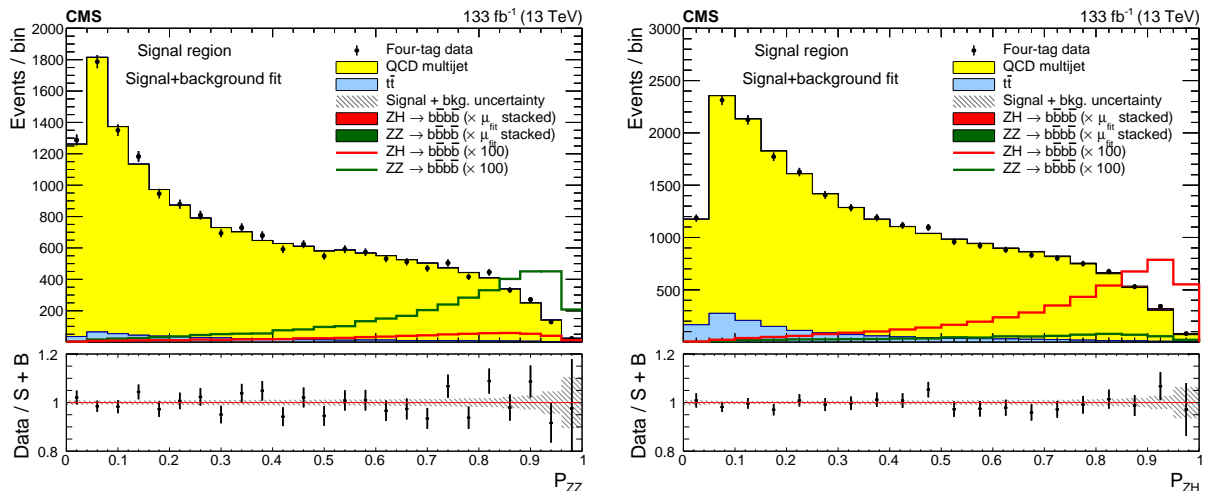 CMS 133 fb⁻¹ (13 TeV)
Events / bin
2000
1800
1600
1400
1200
1000
800
600
400
200
Signal region
Signal+background fit
Four-tag data
QCD multijet
tt̄
Signal + bkg. uncertainty
ZH → bb̄bb̄ (× μfit stacked)
ZZ → bb̄bb̄ (× μfit stacked)
ZH → bb̄bb̄ (× 100)
ZZ → bb̄bb̄ (× 100)
Data / S + B
1.2
1
0.8
0 0.1 0.2 0.3 0.4 0.5 0.6 0.7 0.8 0.9 1
P_ZZ
CMS 133 fb⁻¹ (13 TeV)
Events / bin
3000
2500
2000
1500
1000
500
Signal region
Signal+background fit
Four-tag data
QCD multijet
tt̄
Signal + bkg. uncertainty
ZH → bb̄bb̄ (× μfit stacked)
ZZ → bb̄bb̄ (× μfit stacked)
ZH → bb̄bb̄ (× 100)
ZZ → bb̄bb̄ (× 100)
Data / S + B
1.2
1
0.8
0 0.1 0.2 0.3 0.4 0.5 0.6 0.7 0.8 0.9 1
P_ZH